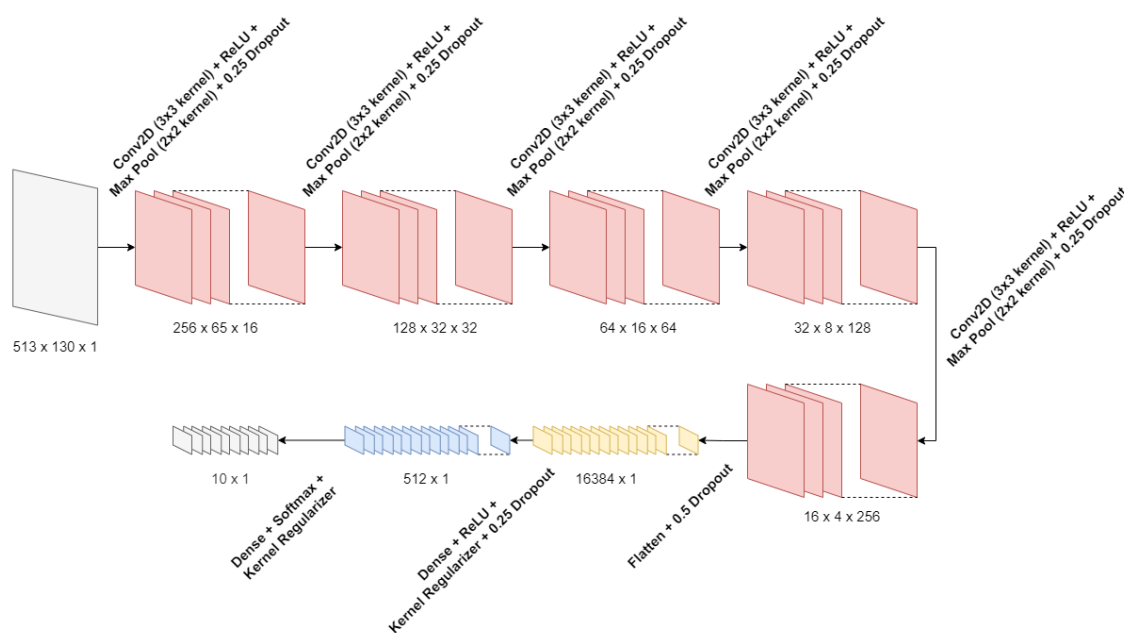 Conv2D (3x3 kernel) + ReLU +
Max Pool (2x2 kernel) + 0.25 Dropout
Conv2D (3x3 kernel) + ReLU +
Max Pool (2x2 kernel) + 0.25 Dropout
Conv2D (3x3 kernel) + ReLU +
Max Pool (2x2 kernel) + 0.25 Dropout
Conv2D (3x3 kernel) + ReLU +
Max Pool (2x2 kernel) + 0.25 Dropout
Conv2D (3x3 kernel) + ReLU +
Max Pool (2x2 kernel) + 0.25 Dropout
513 x 130 x 1
256 x 65 x 16
128 x 32 x 32
64 x 16 x 64
32 x 8 x 128
16 x 4 x 256
Flatten + 0.5 Dropout
16384 x 1
Dense + ReLU +
Kernel Regularizer + 0.25 Dropout
512 x 1
Dense + Softmax +
Kernel Regularizer
10 x 1